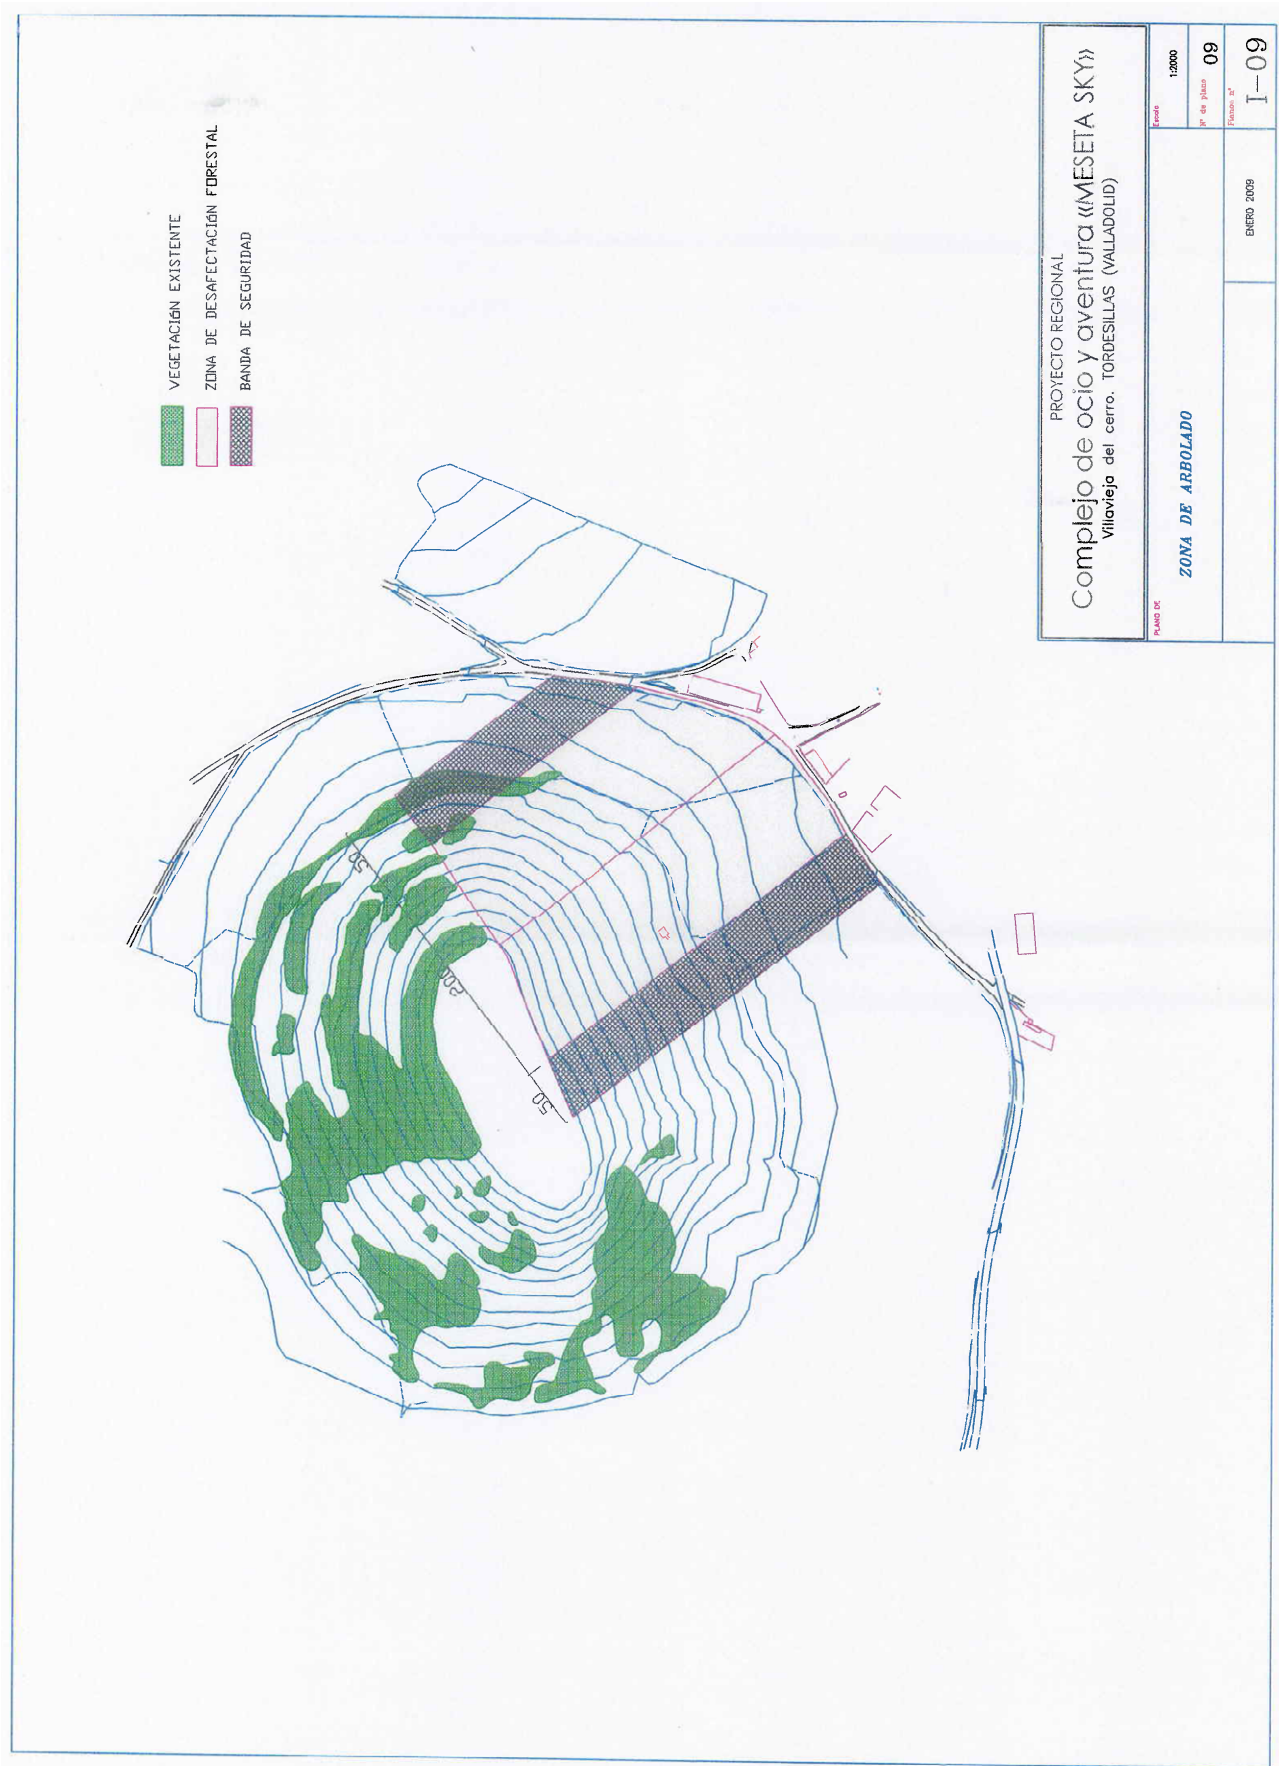 VEGETACIÓN EXISTENTE
ZONA DE DESAFECTACIÓN FORESTAL
BANDA DE SEGURIDAD
50
200
50
PROYECTO REGIONAL
Complejo de ocio y aventura «MESETA SKY»
Villavieja del cerro. TORDESILLAS (VALLADOLID)
PLANO DE
ZONA DE ARBOLADO
Escala
1:2000
Nº de plano
09
Planos nº
I-09
ENERO 2009